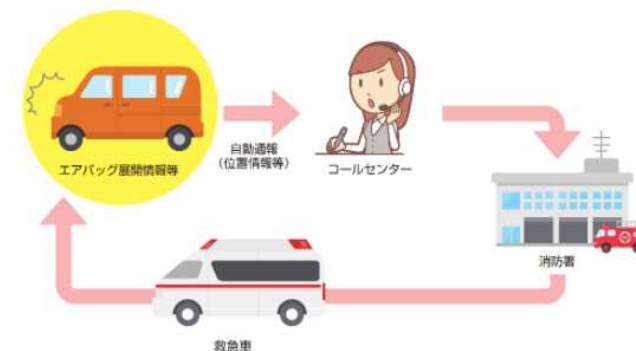 エアバッグ展開情報等
自動通報
（位置情報等）
コールセンター
消防署
救急車